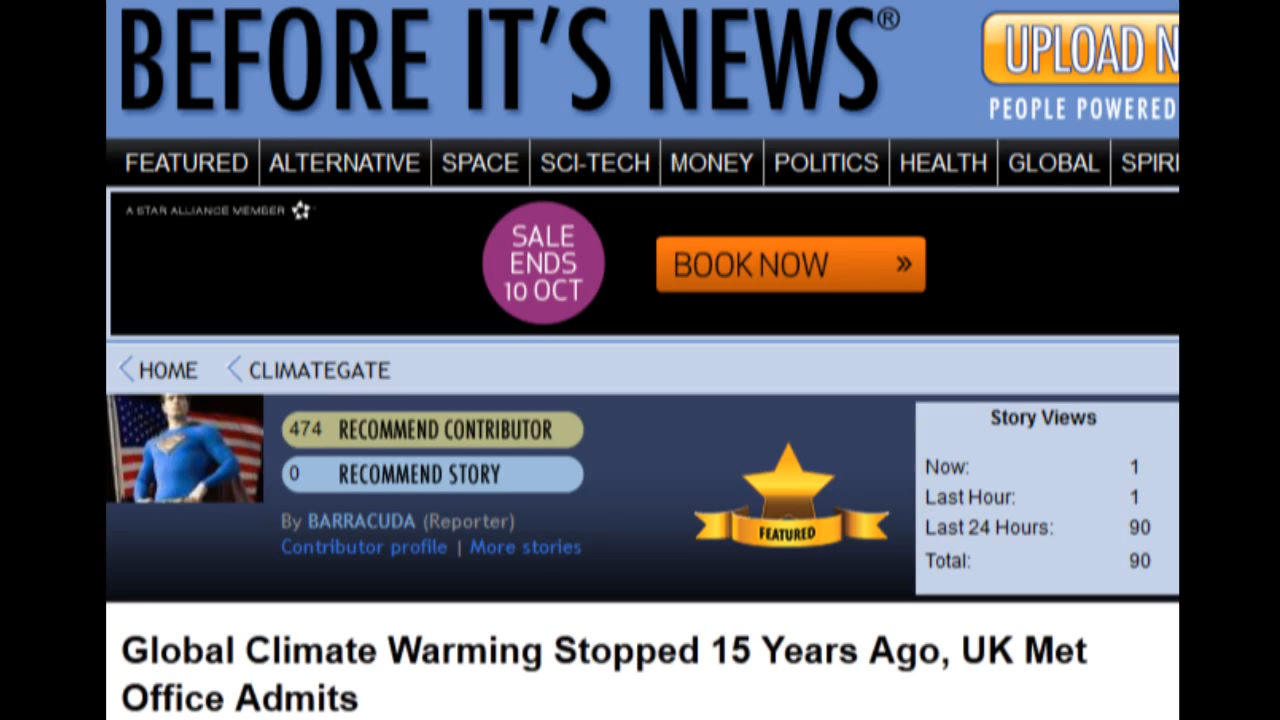 BEFORE IT'S NEWS®
UPLOAD N
PEOPLE POWERED
FEATURED ALTERNATIVE SPACE SCI-TECH MONEY POLITICS HEALTH GLOBAL SPIRI
A STAR ALLIANCE MEMBER
SALE
ENDS
10 OCT
BOOK NOW »
HOME CLIMATEGATE
474 RECOMMEND CONTRIBUTOR
0 RECOMMEND STORY
By BARRACUDA (Reporter)
Contributor profile | More stories
FEATURED
Story Views
Now: 1
Last Hour: 1
Last 24 Hours: 90
Total: 90
Global Climate Warming Stopped 15 Years Ago, UK Met
Office Admits